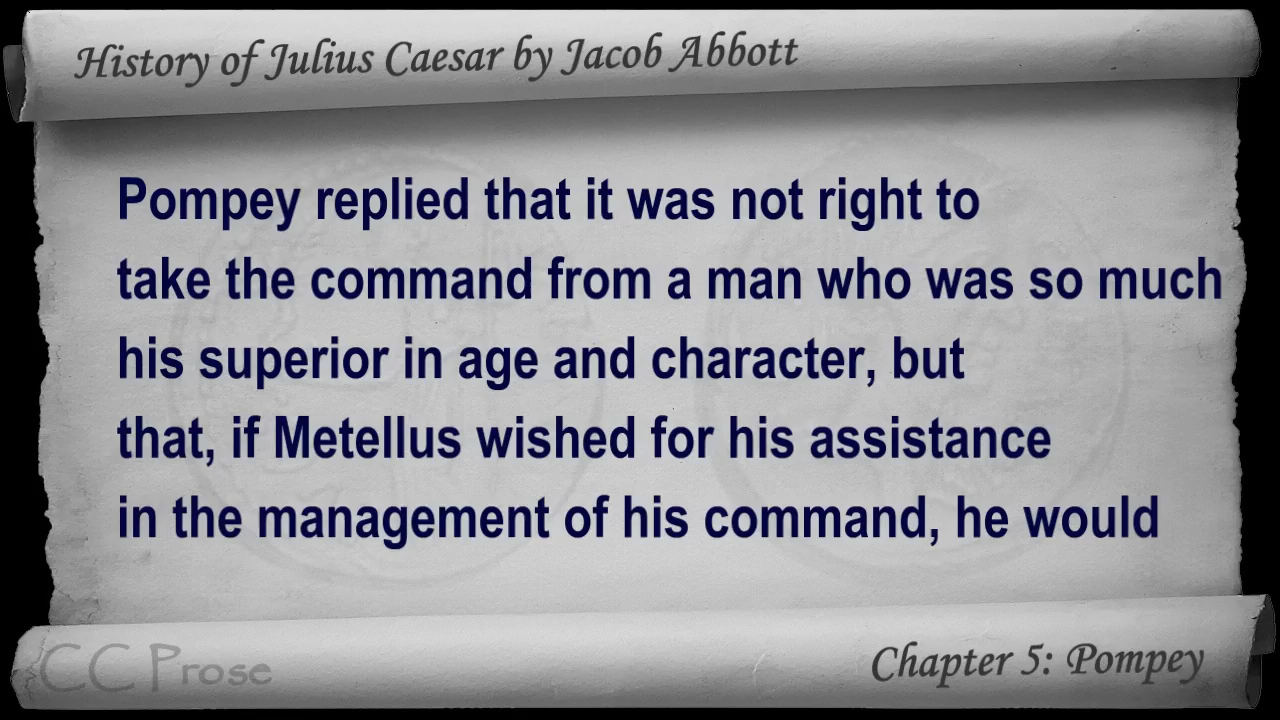 History of Julius Caesar by Jacob Abbott
Pompey replied that it was not right to
take the command from a man who was so much
his superior in age and character, but
that, if Metellus wished for his assistance
in the management of his command, he would
CC Prose
Chapter 5: Pompey